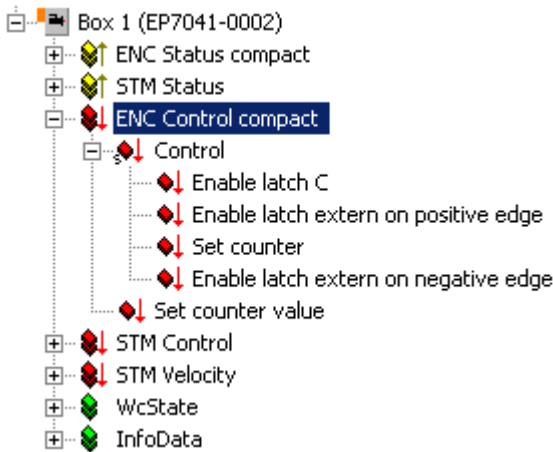 Box 1 (EP7041-0002)
ENC Status compact
STM Status
ENC Control compact
Control
Enable latch C
Enable latch extern on positive edge
Set counter
Enable latch extern on negative edge
Set counter value
STM Control
STM Velocity
WcState
InfoData